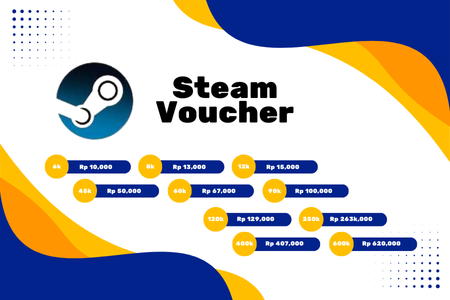 Steam
Voucher
6k Rp 10,000 8k Rp 13,000 12k Rp 15,000
45k Rp 50,000 60k Rp 67,000 90k Rp 100,000
120k Rp 129,000 250k Rp 263k,000
400k Rp 407,000 600k Rp 620,000